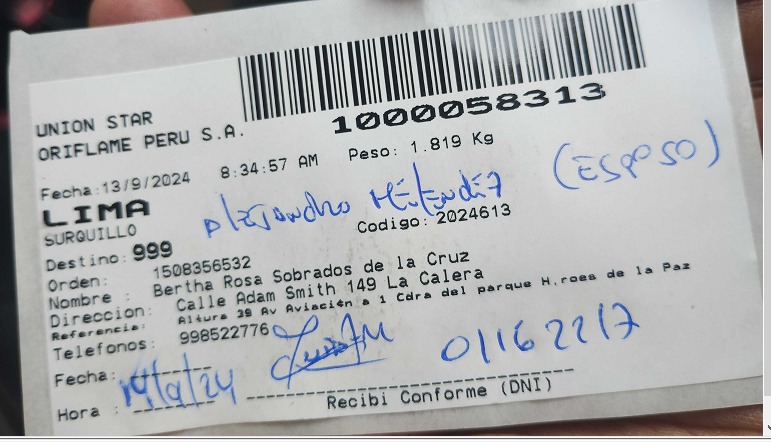 UNION STAR
ORIFLAME PERU S.A.
1000058313
Fecha:13/9/2024 8:34:57 AM Peso: 1.819 Kg
LIMA
SURQUILLO
Alejandro Meléndez (ESPOSO)
Codigo: 2024613
Destino: 999
Orden: 1508356532
Nombre : Bertha Rosa Sobrados de la Cruz
Direccion: Calle Adam Smith 149 La Calera
Referencia: Altura 39 Av Aviación a 1 Cdra del parque H.roes de la Paz
Telefonos: 998522776
Fecha: 14/9/24
01162217
Hora :
Recibi Conforme (DNI)